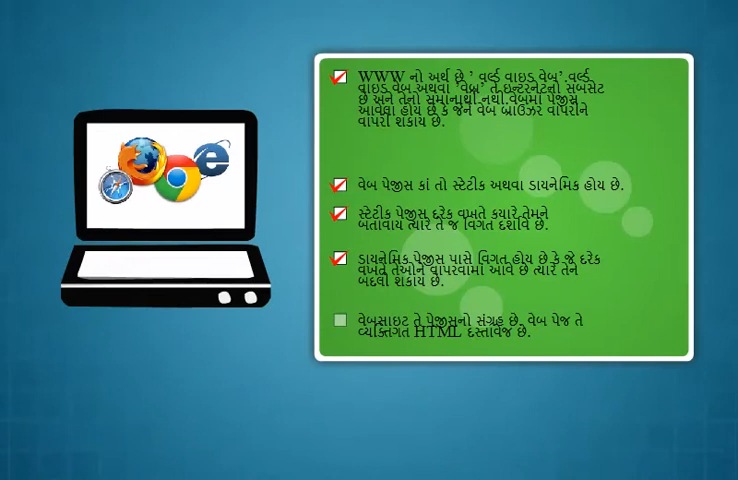 WWW નો અર્થ છે ' વર્લ્ડ વાઇડ વેબ'.વર્લ્ડ
વાઇડ વેબ અથવા 'વેબ' તે ઇન્ટરનેટનો સબસેટ
છે અને તેનો સમાનાર્થી નથી.વેબમાં પેજીસ
આવેલા હોય છે કે જેને વેબ બ્રાઉઝર વાપરીને
વાપરી શકાય છે.
વેબ પેજીસ કાં તો સ્ટેટીક અથવા ડાયનેમિક હોય છે.
સ્ટેટીક પેજીસ દરેક વખતે ક્યારે તેમને
બતાવાય ત્યારે તે જ વિગત દર્શાવે છે.
ડાયનેમિક પેજીસ પાસે વિગત હોય છે કે જે દરેક
વખતે તેઓને વાપરવામાં આવે છે ત્યારે તેને
બદલી શકાય છે.
વેબસાઇટ તે પેજીસનો સંગ્રહ છે. વેબ પેજ તે
વ્યક્તિગત HTML દસ્તાવેજ છે.